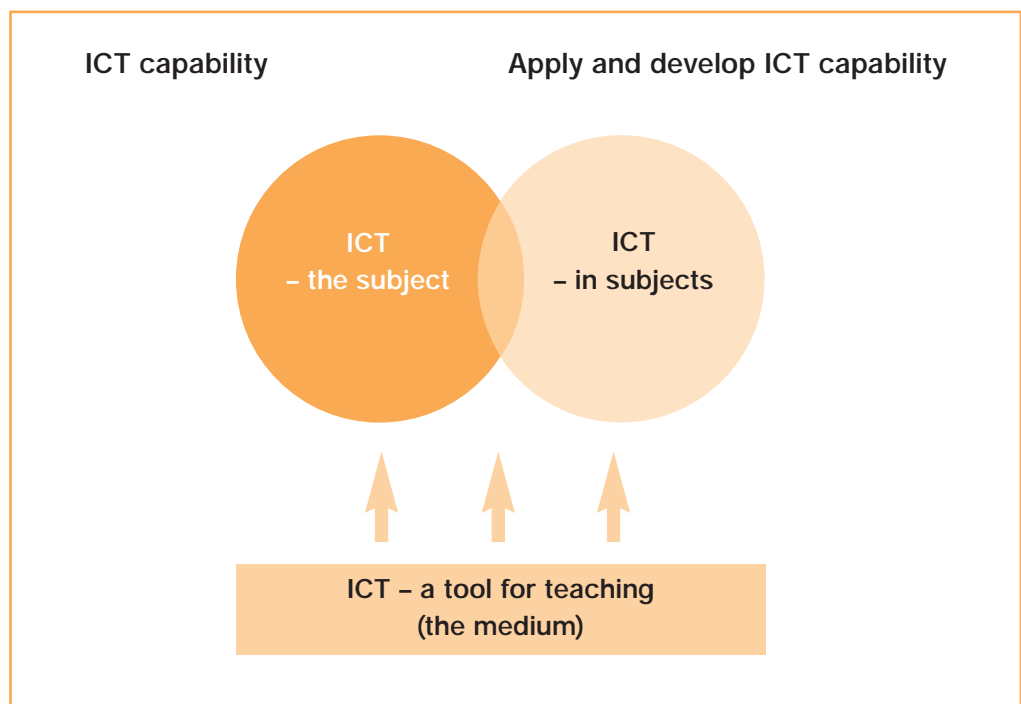 ICT capability
Apply and develop ICT capability
ICT
– the subject
ICT
– in subjects
ICT – a tool for teaching
(the medium)